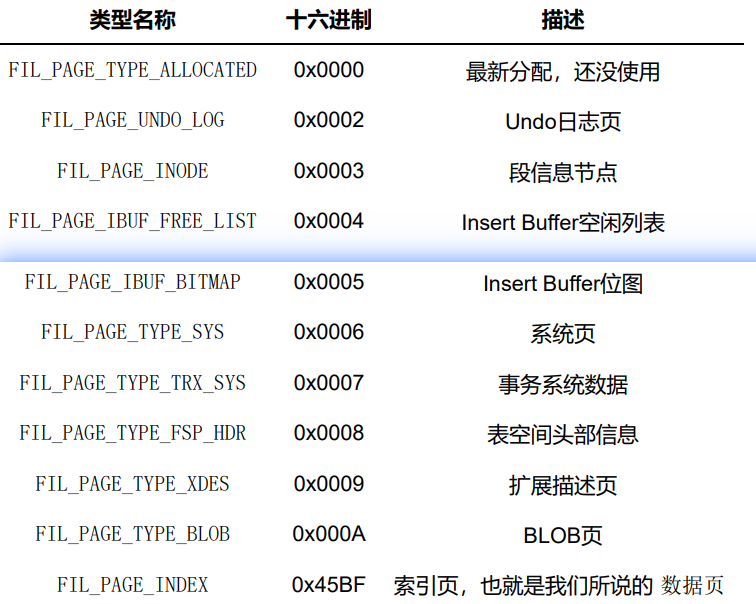 类型名称 十六进制 描述
FIL_PAGE_TYPE_ALLOCATED 0x0000 最新分配，还没使用
FIL_PAGE_UNDO_LOG 0x0002 Undo日志页
FIL_PAGE_INODE 0x0003 段信息节点
FIL_PAGE_IBUF_FREE_LIST 0x0004 Insert Buffer空闲列表
FIL_PAGE_IBUF_BITMAP 0x0005 Insert Buffer位图
FIL_PAGE_TYPE_SYS 0x0006 系统页
FIL_PAGE_TYPE_TRX_SYS 0x0007 事务系统数据
FIL_PAGE_TYPE_FSP_HDR 0x0008 表空间头部信息
FIL_PAGE_TYPE_XDES 0x0009 扩展描述页
FIL_PAGE_TYPE_BLOB 0x000A BLOB页
FIL_PAGE_INDEX 0x45BF 索引页，也就是我们所说的 数据页